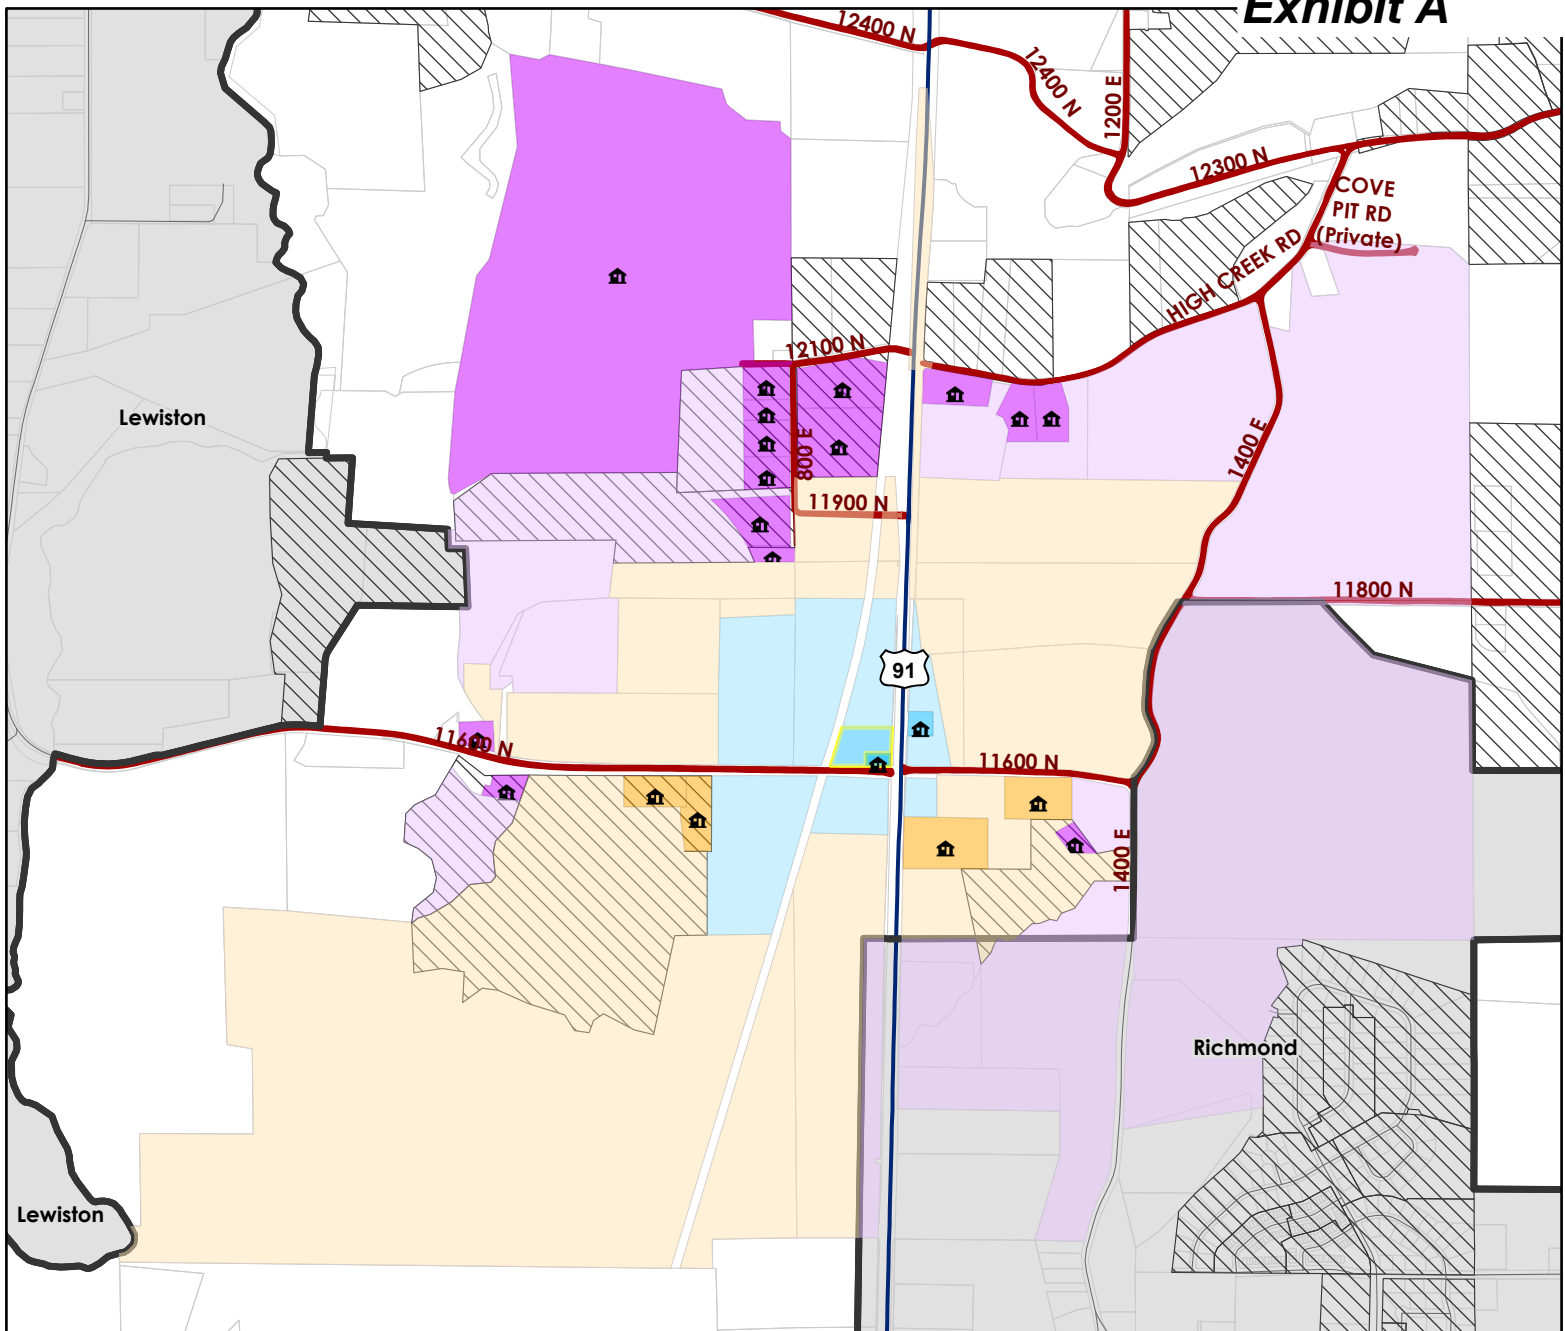 Exhibit A
12400 N
12400 N
1200 E
12300 N
COVE
PIT RD
(Private)
HIGH CREEK RD
12100 N
Lewiston
800 E
1400 E
11900 N
11800 N
91
11600 N
11600 N
1400 E
Richmond
Lewiston